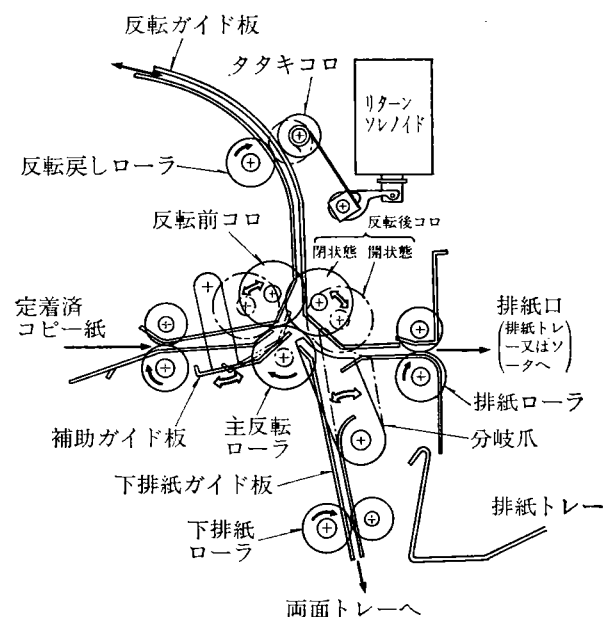 反転ガイド板
タタキコロ
リターン
ソレノイド
反転戻しローラ
反転前コロ
反転後コロ
閉状態 開状態
定着済
コピー紙
排紙口
(排紙トレ
ー又はソ
ータへ)
排紙ローラ
補助ガイド板
主反転
ローラ
分岐爪
下排紙ガイド板
排紙トレー
下排紙
ローラ
両面トレーへ